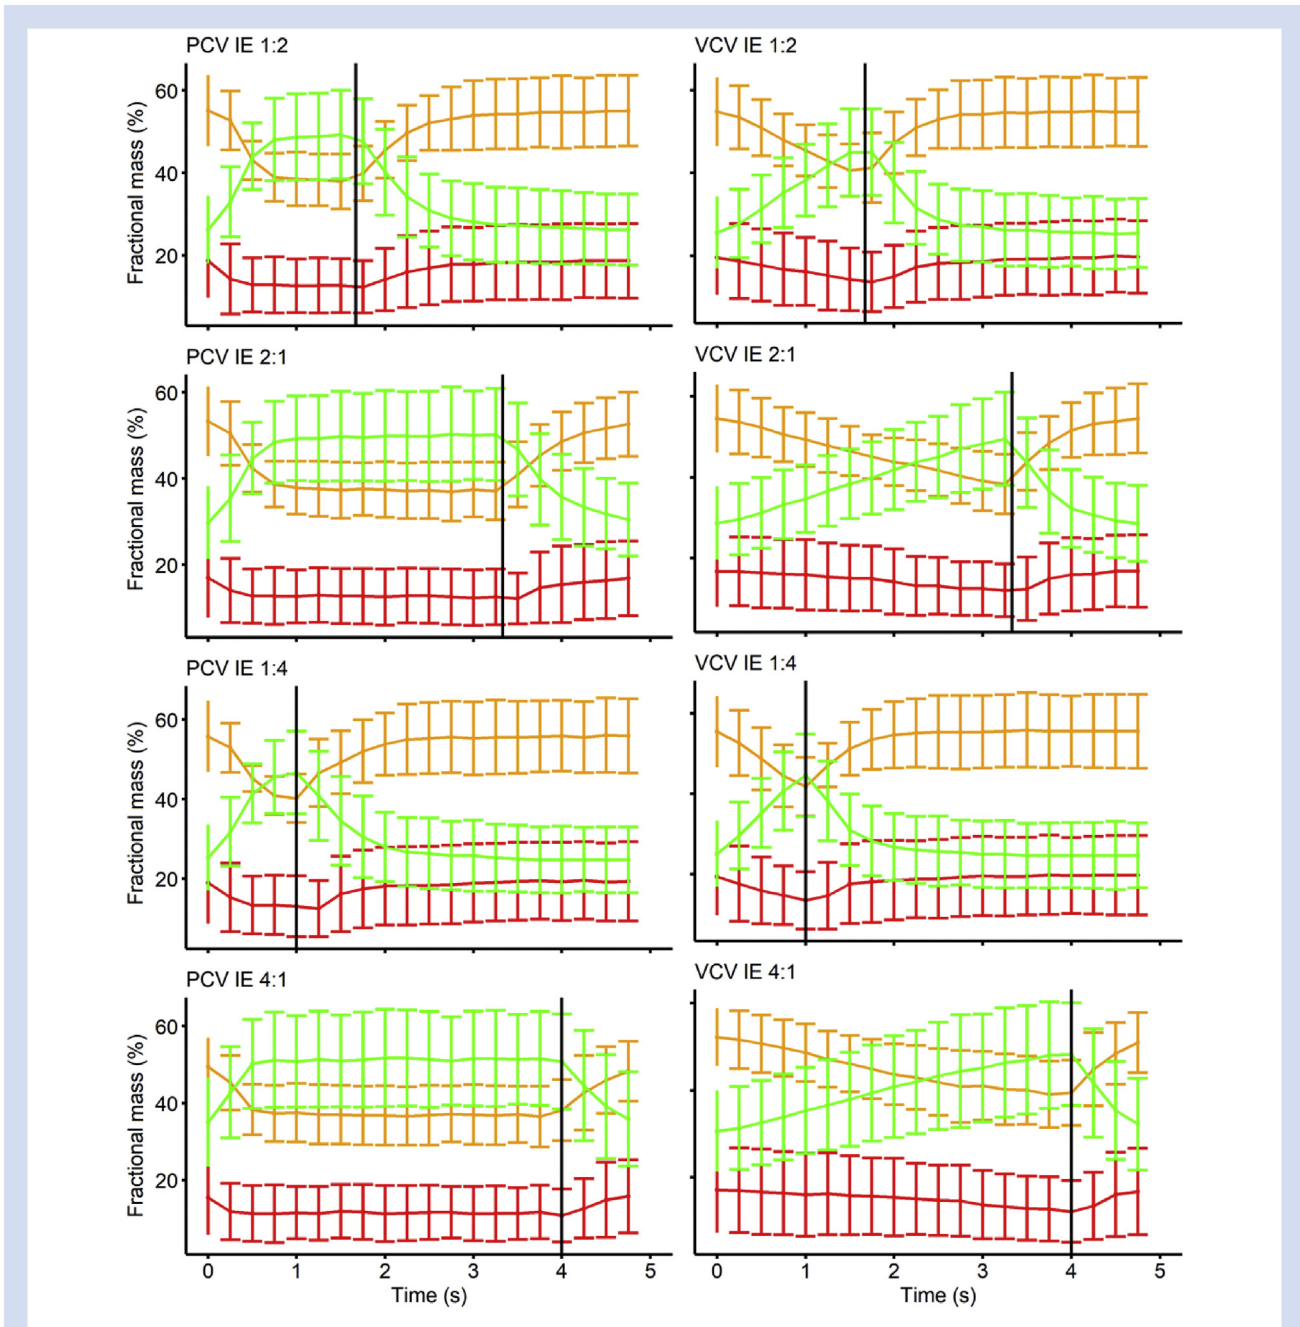 PCV IE 1:2
VCV IE 1:2
Fractional mass (%)
60
40
20
PCV IE 2:1
VCV IE 2:1
Fractional mass (%)
60
40
20
PCV IE 1:4
VCV IE 1:4
Fractional mass (%)
60
40
20
PCV IE 4:1
VCV IE 4:1
Fractional mass (%)
60
40
20
0 1 2 3 4 5
0 1 2 3 4 5
Time (s)
Time (s)